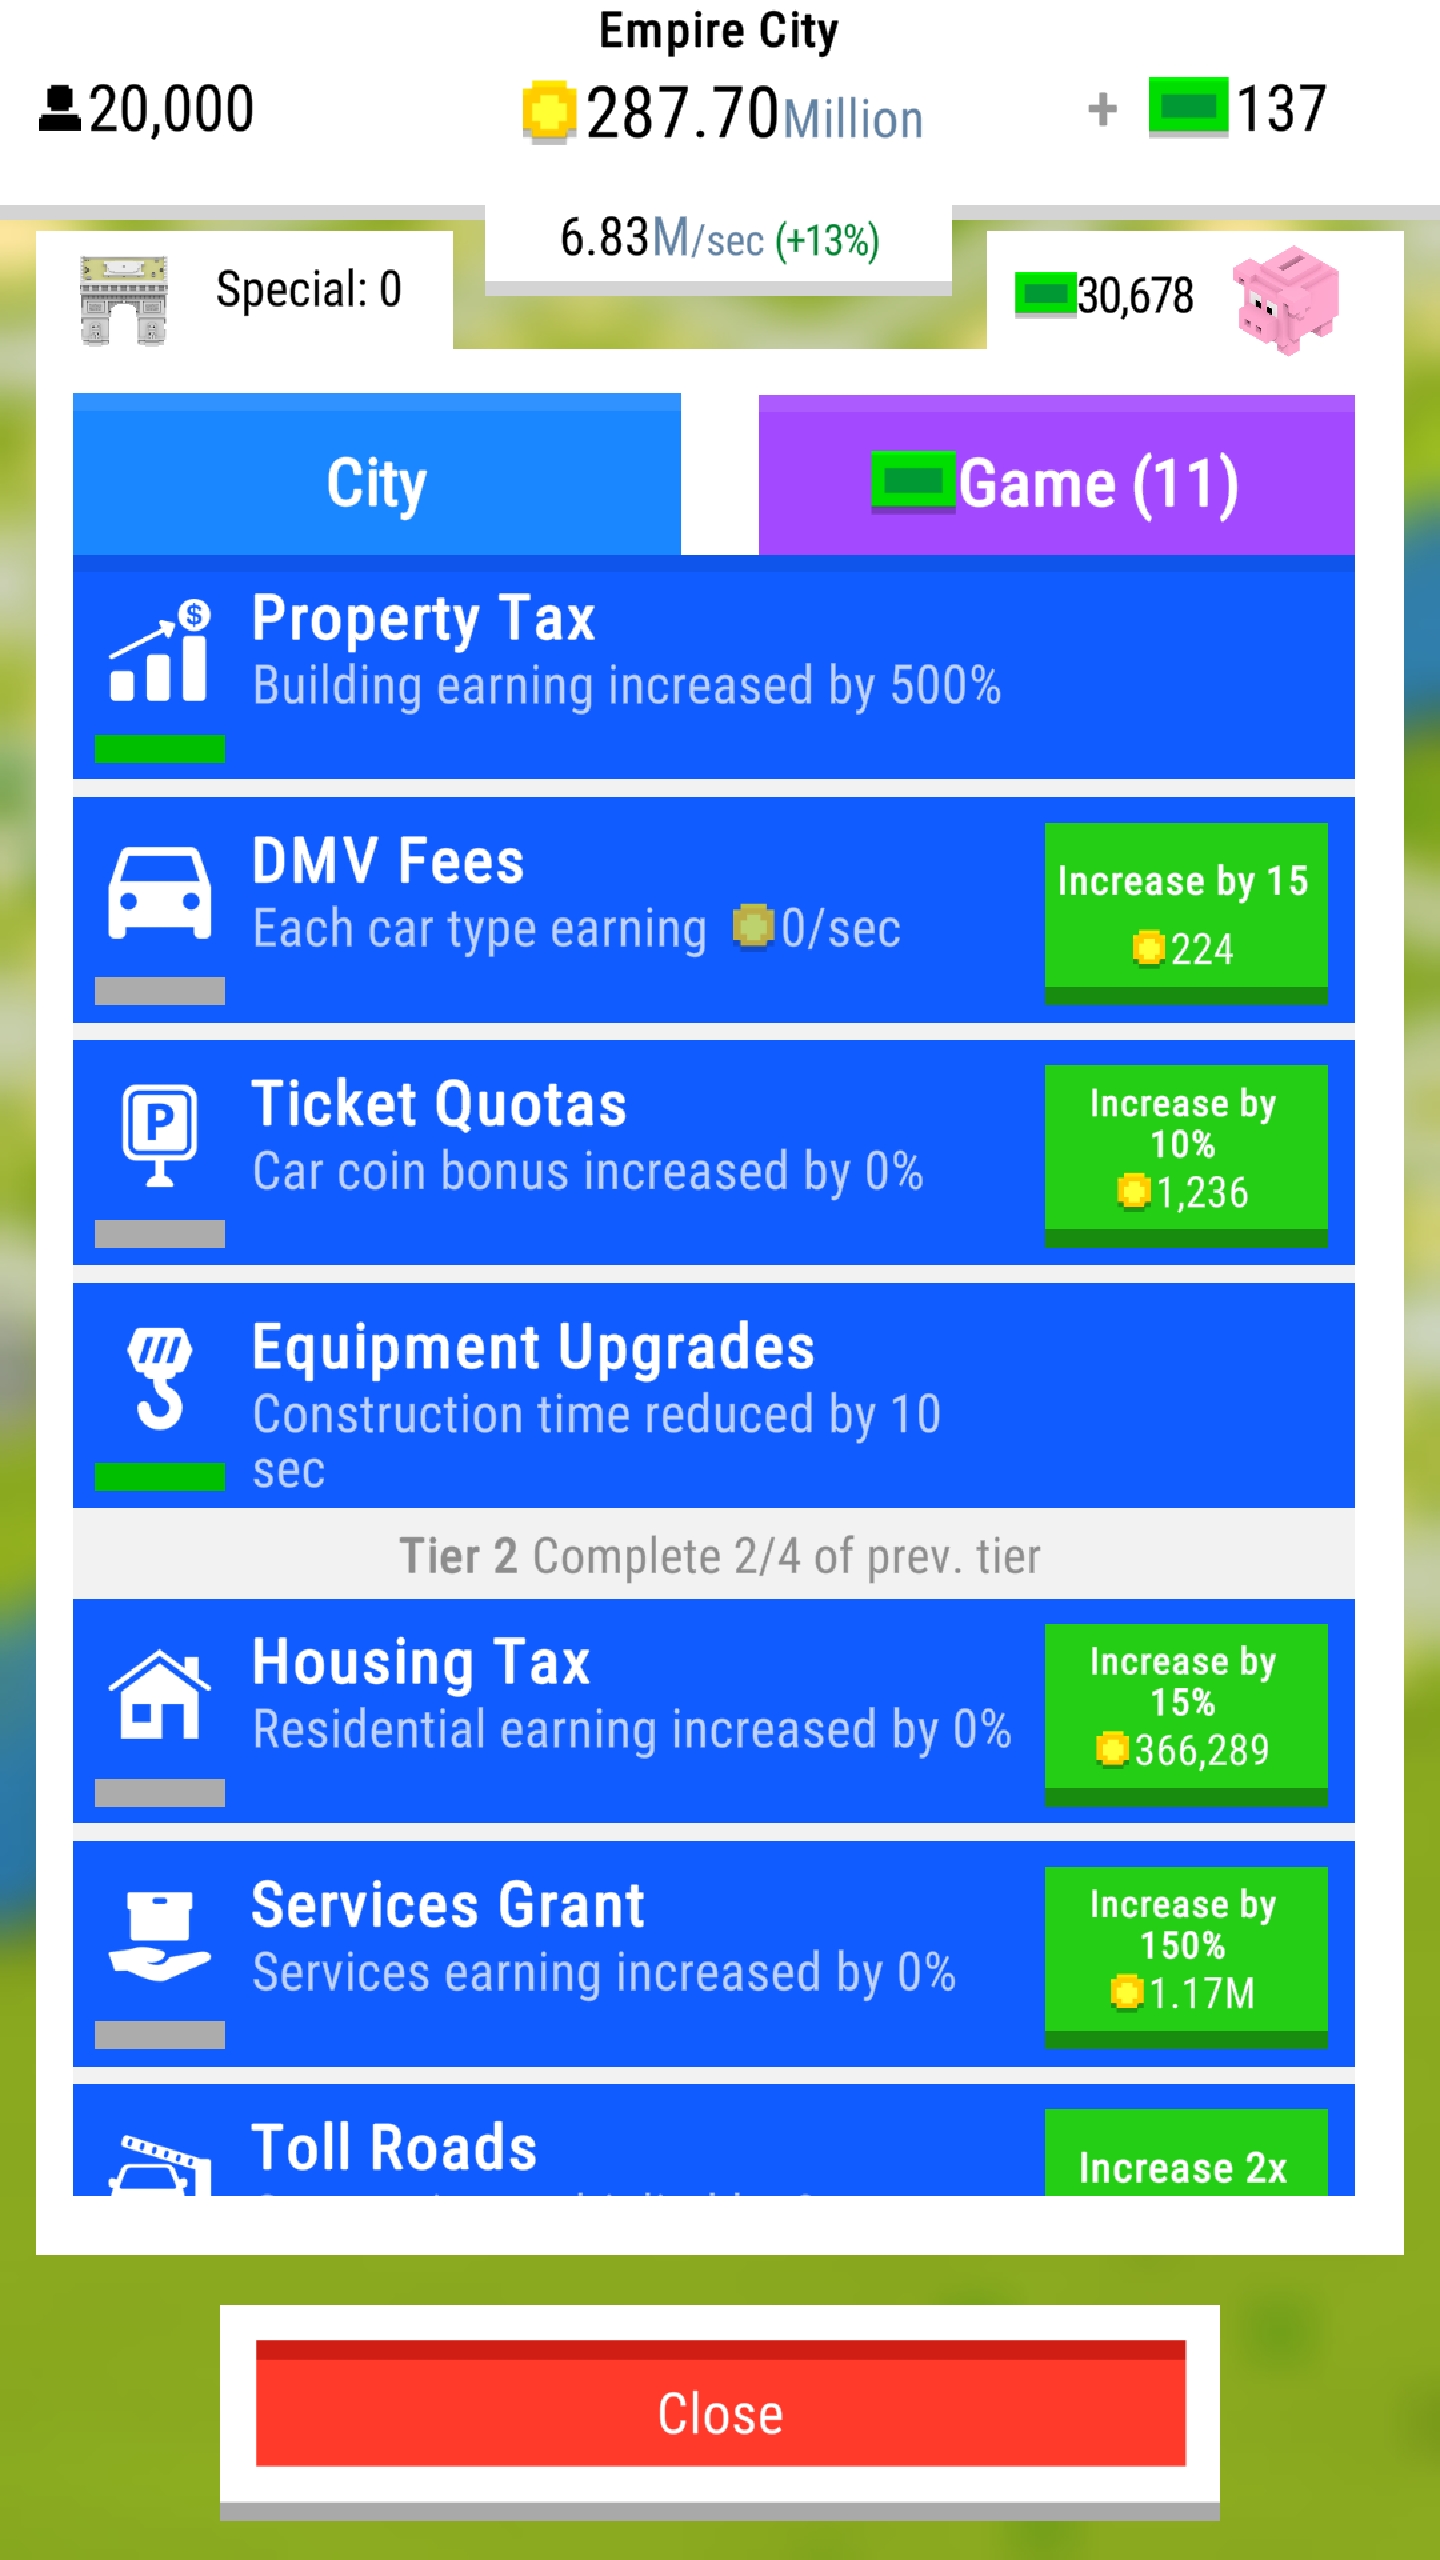 Empire City
20,000
287.70Million
+ 137
6.83M/sec (+13%)
Special: 0
30,678
City
Game (11)
$
Property Tax
Building earning increased by 500%
DMV Fees
Each car type earning 0/sec
Increase by 15
224
P
Ticket Quotas
Car coin bonus increased by 0%
Increase by
10%
1,236
Equipment Upgrades
Construction time reduced by 10
sec
Tier 2 Complete 2/4 of prev. tier
Housing Tax
Residential earning increased by 0%
Increase by
15%
366,289
Services Grant
Services earning increased by 0%
Increase by
150%
1.17M
Toll Roads
Increase 2x
Close